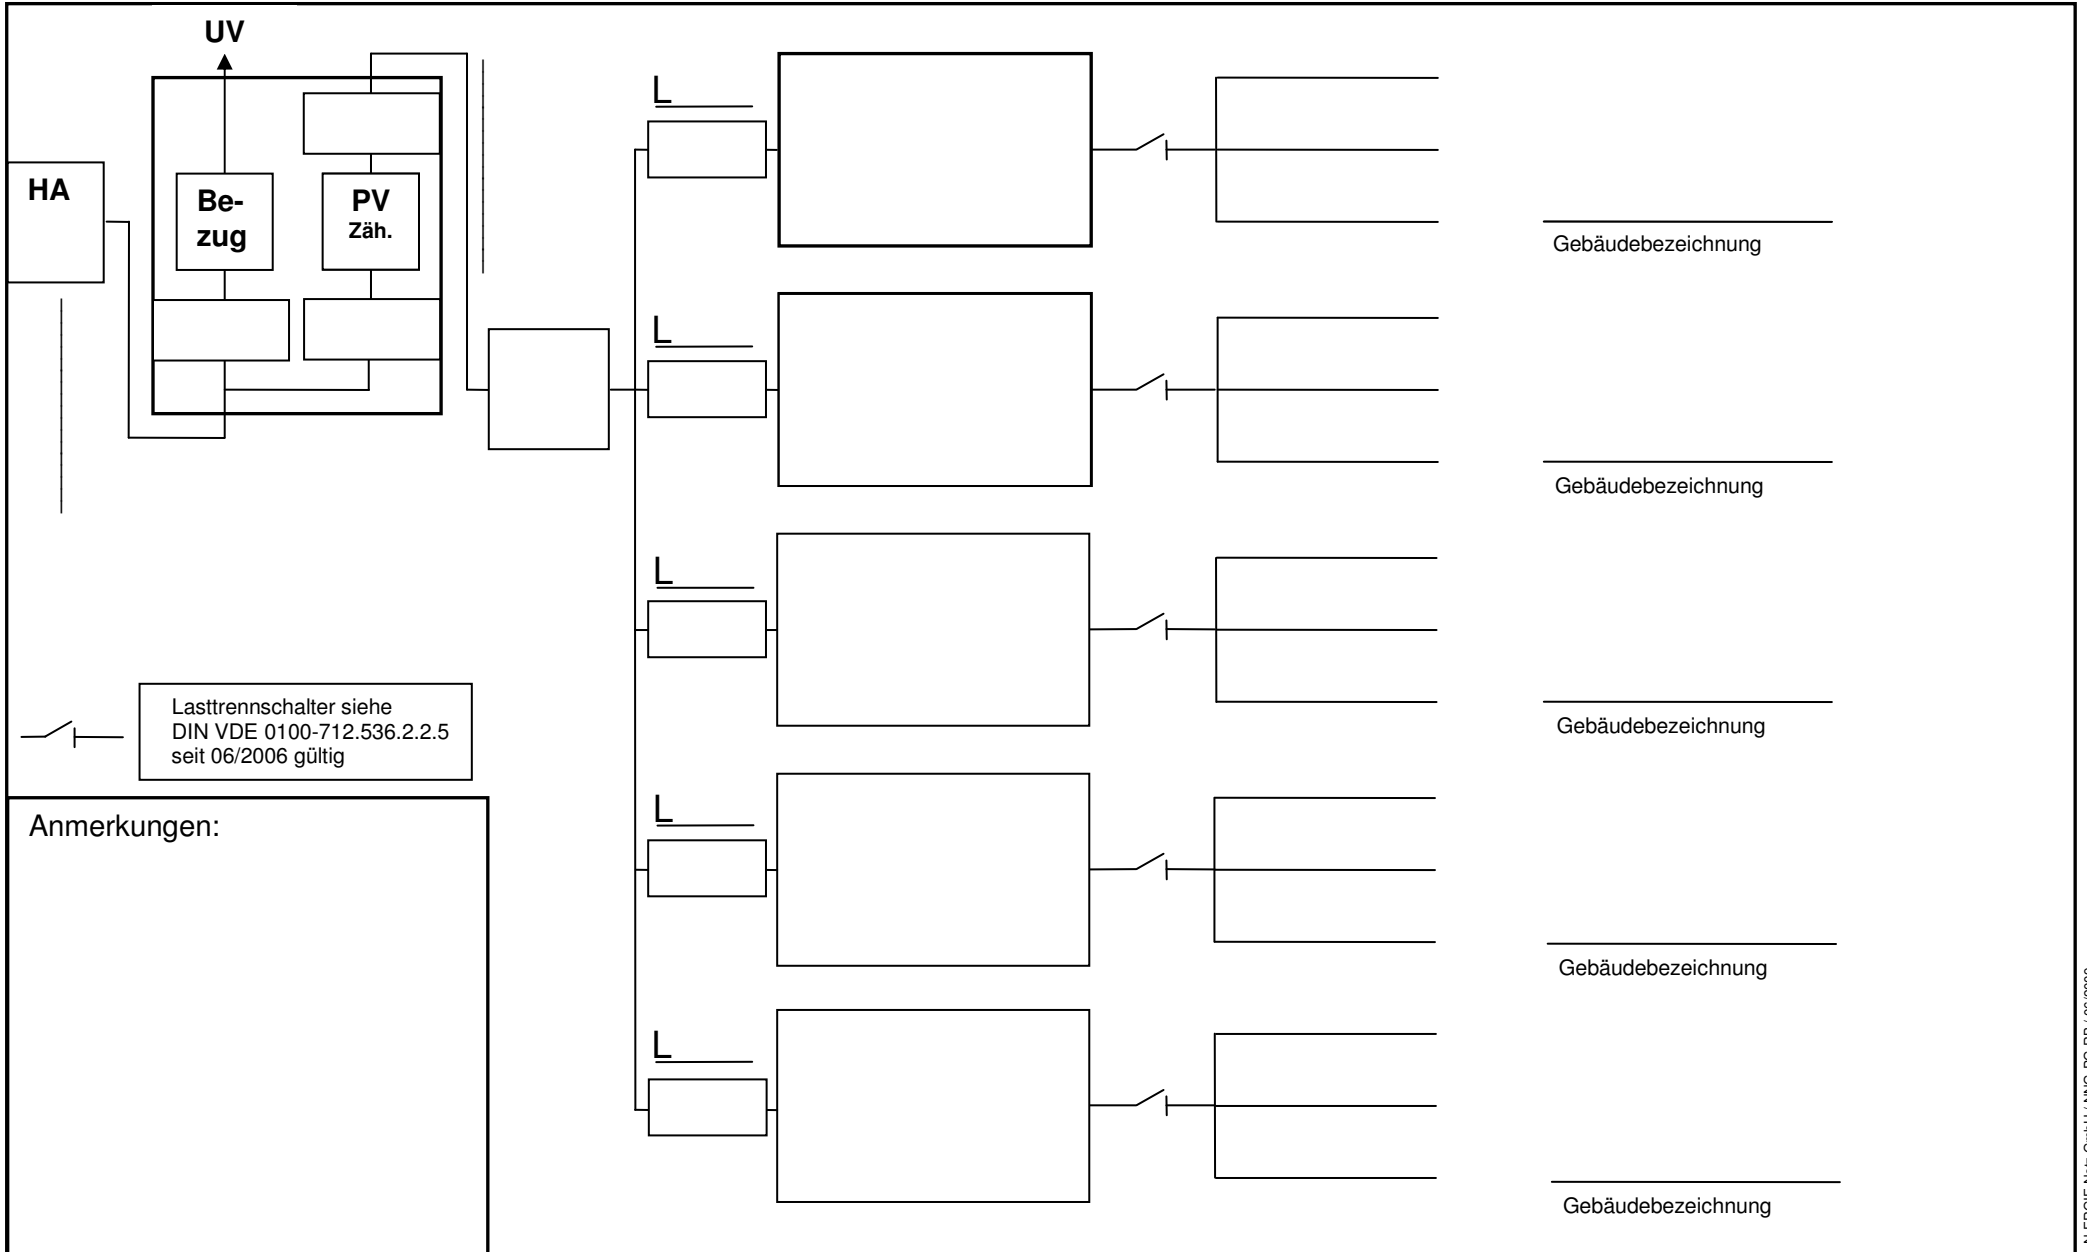 UV
HA
Be-
zug
PV
Zäh.
L
Gebäudebezeichnung
L
Gebäudebezeichnung
L
Gebäudebezeichnung
Lasttrennschalter siehe
DIN VDE 0100-712.536.2.2.5
seit 06/2006 gültig
Anmerkungen:
L
Gebäudebezeichnung
L
Gebäudebezeichnung